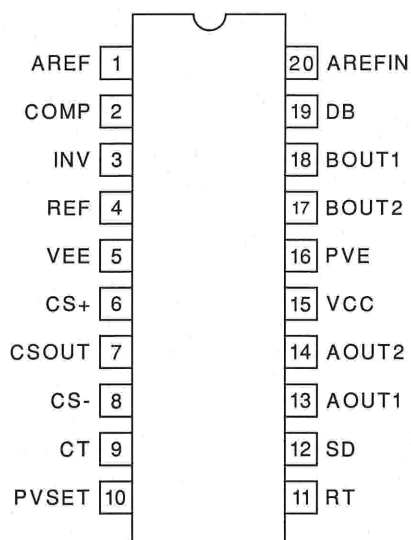 AREF 1 20 AREFIN
COMP 2 19 DB
INV 3 18 BOUT1
REF 4 17 BOUT2
VEE 5 16 PVE
CS+ 6 15 VCC
CSOUT 7 14 AOUT2
CS- 8 13 AOUT1
CT 9 12 SD
PVSET 10 11 RT